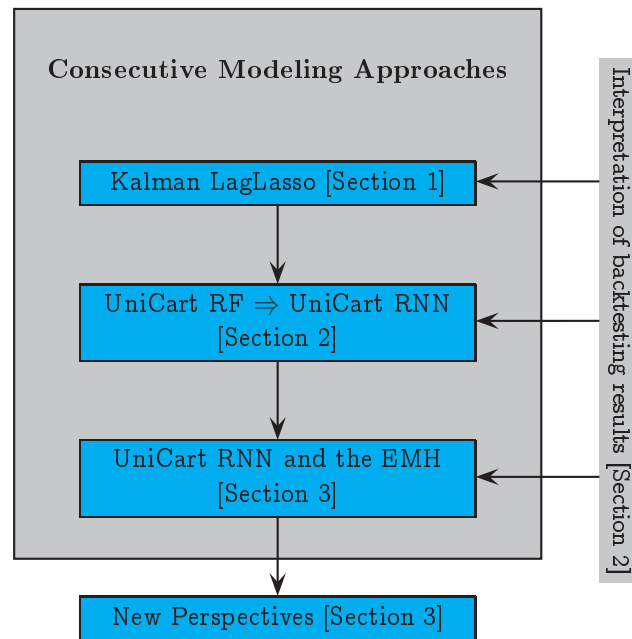 Consecutive Modeling Approaches
Kalman LagLasso [Section 1]
UniCart RF ⇒ UniCart RNN
[Section 2]
UniCart RNN and the EMH
[Section 3]
New Perspectives [Section 3]
Interpretation of backtesting results [Section 2]